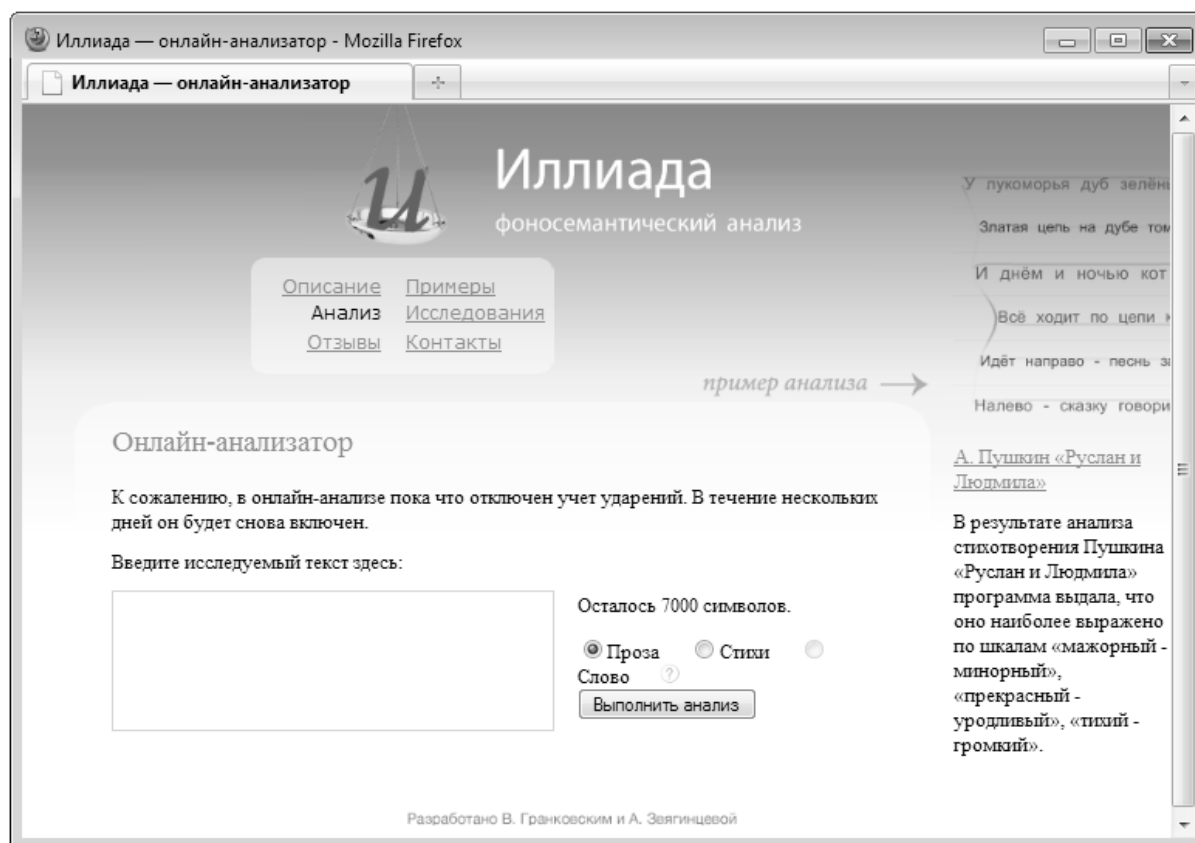 Иллиада — онлайн-анализатор - Mozilla Firefox
Иллиада — онлайн-анализатор
и
Иллиада
фоносемантический анализ
Описание Примеры
Анализ Исследования
Отзывы Контакты
пример анализа
У лукоморья дуб
Златая цепь на дубе
И днём и ночью кот
Всё ходит по цепи
Идёт направо - песнь
Налево - сказку
А. Пушкин «Руслан и
Людмила»
В результате анализа
стихотворения Пушкина
«Руслан и Людмила»
программа выдала, что
оно наиболее выражено
по шкалам «мажорный -
минорный»,
«прекрасный -
уродливый», «тихий -
громкий».
Онлайн-анализатор
К сожалению, в онлайн-анализе пока что отключен учет ударений. В течение нескольких
дней он будет снова включен.
Введите исследуемый текст здесь:
Осталось 7000 символов.
Проза Стихи
Слово ?
Выполнить анализ
Разработано В. Гранковским и А. Звягинцевой